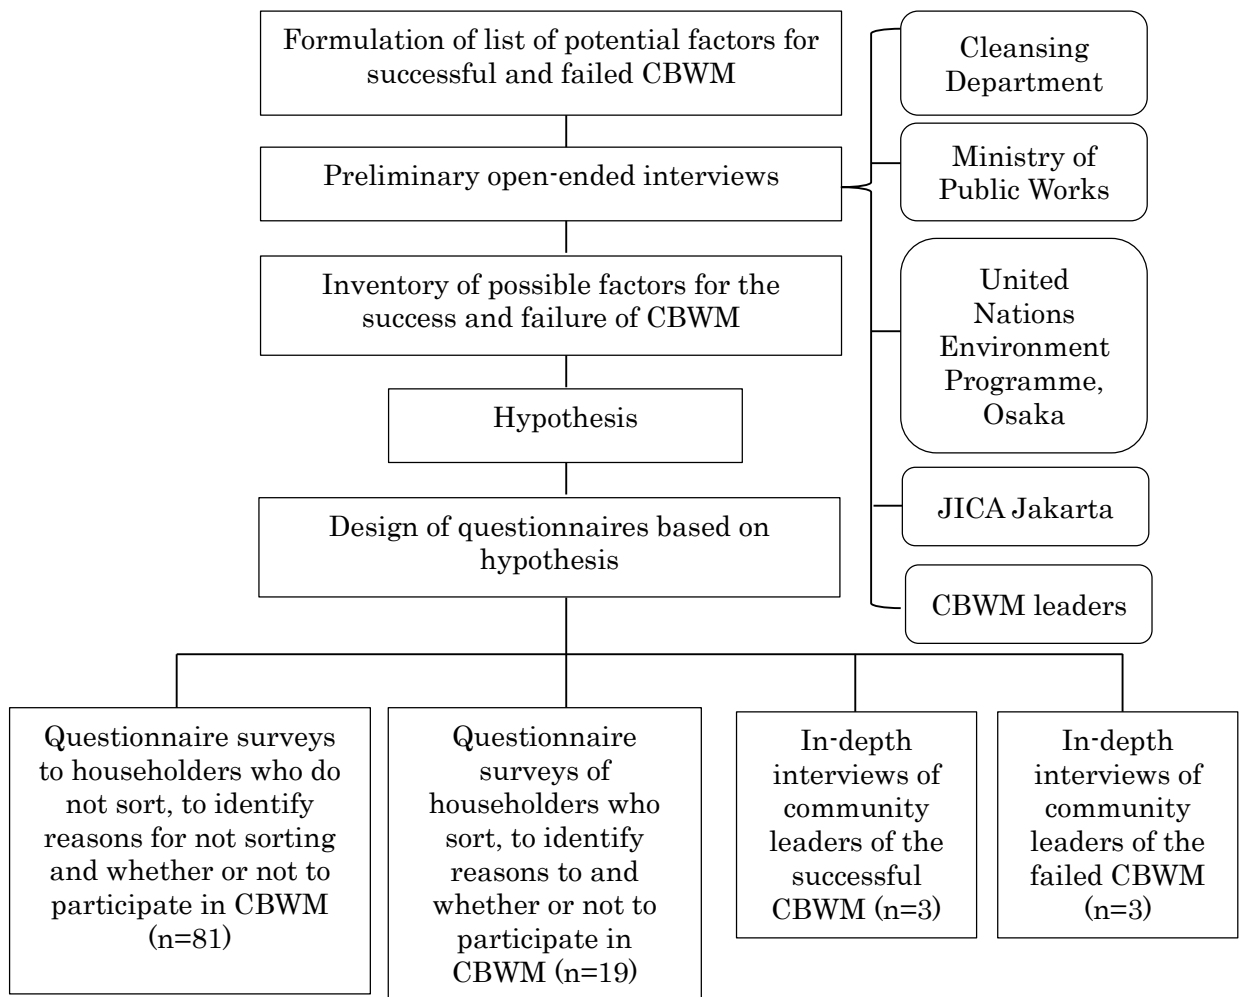 Formulation of list of potential factors for
successful and failed CBWM
Preliminary open-ended interviews
Inventory of possible factors for the
success and failure of CBWM
Hypothesis
Design of questionnaires based on
hypothesis
Cleansing
Department
Ministry of
Public Works
United
Nations
Environment
Programme,
Osaka
JICA Jakarta
CBWM leaders
Questionnaire surveys
to householders who do
not sort, to identify
reasons for not sorting
and whether or not to
participate in CBWM
(n=81)
Questionnaire
surveys of
householders who
sort, to identify
reasons to and
whether or not to
participate in
CBWM (n=19)
In-depth
interviews of
community
leaders of the
successful
CBWM (n=3)
In-depth
interviews of
community
leaders of the
failed CBWM
(n=3)